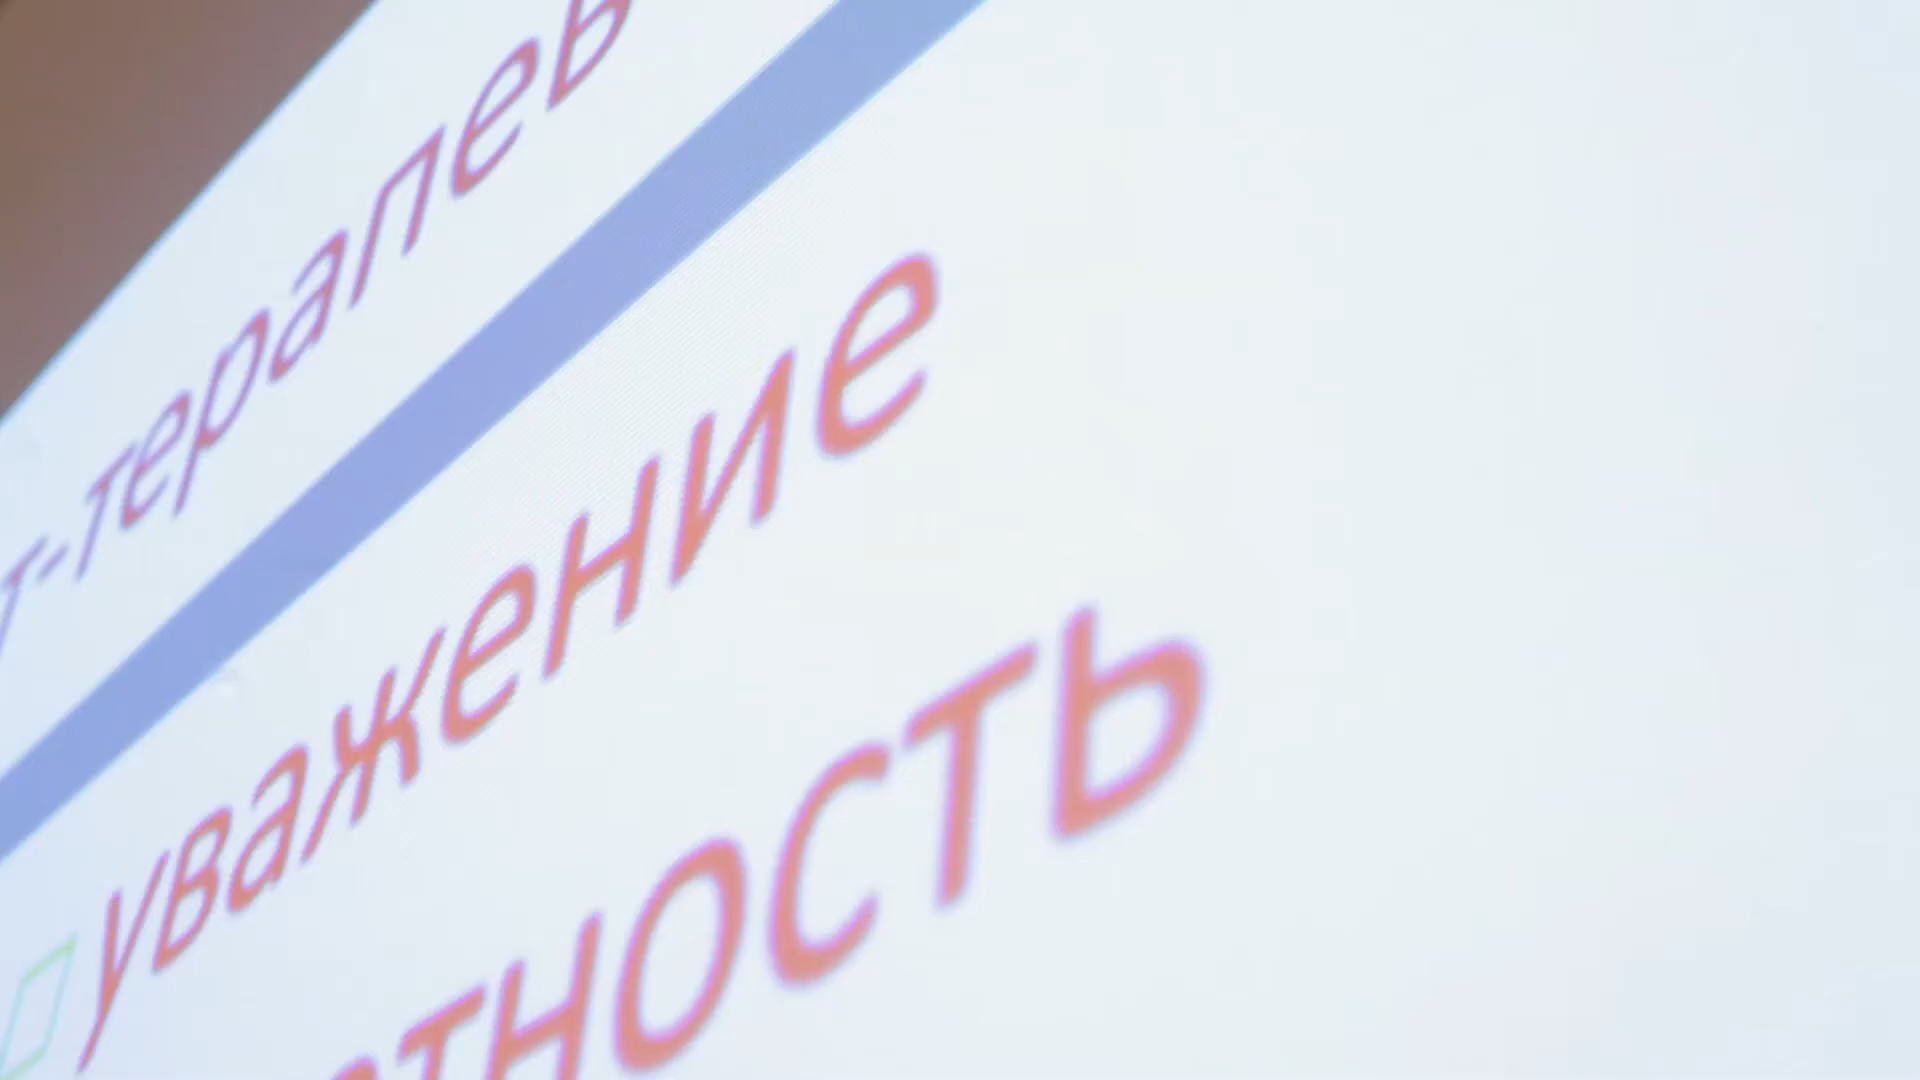 т-терапев
уважение
тность